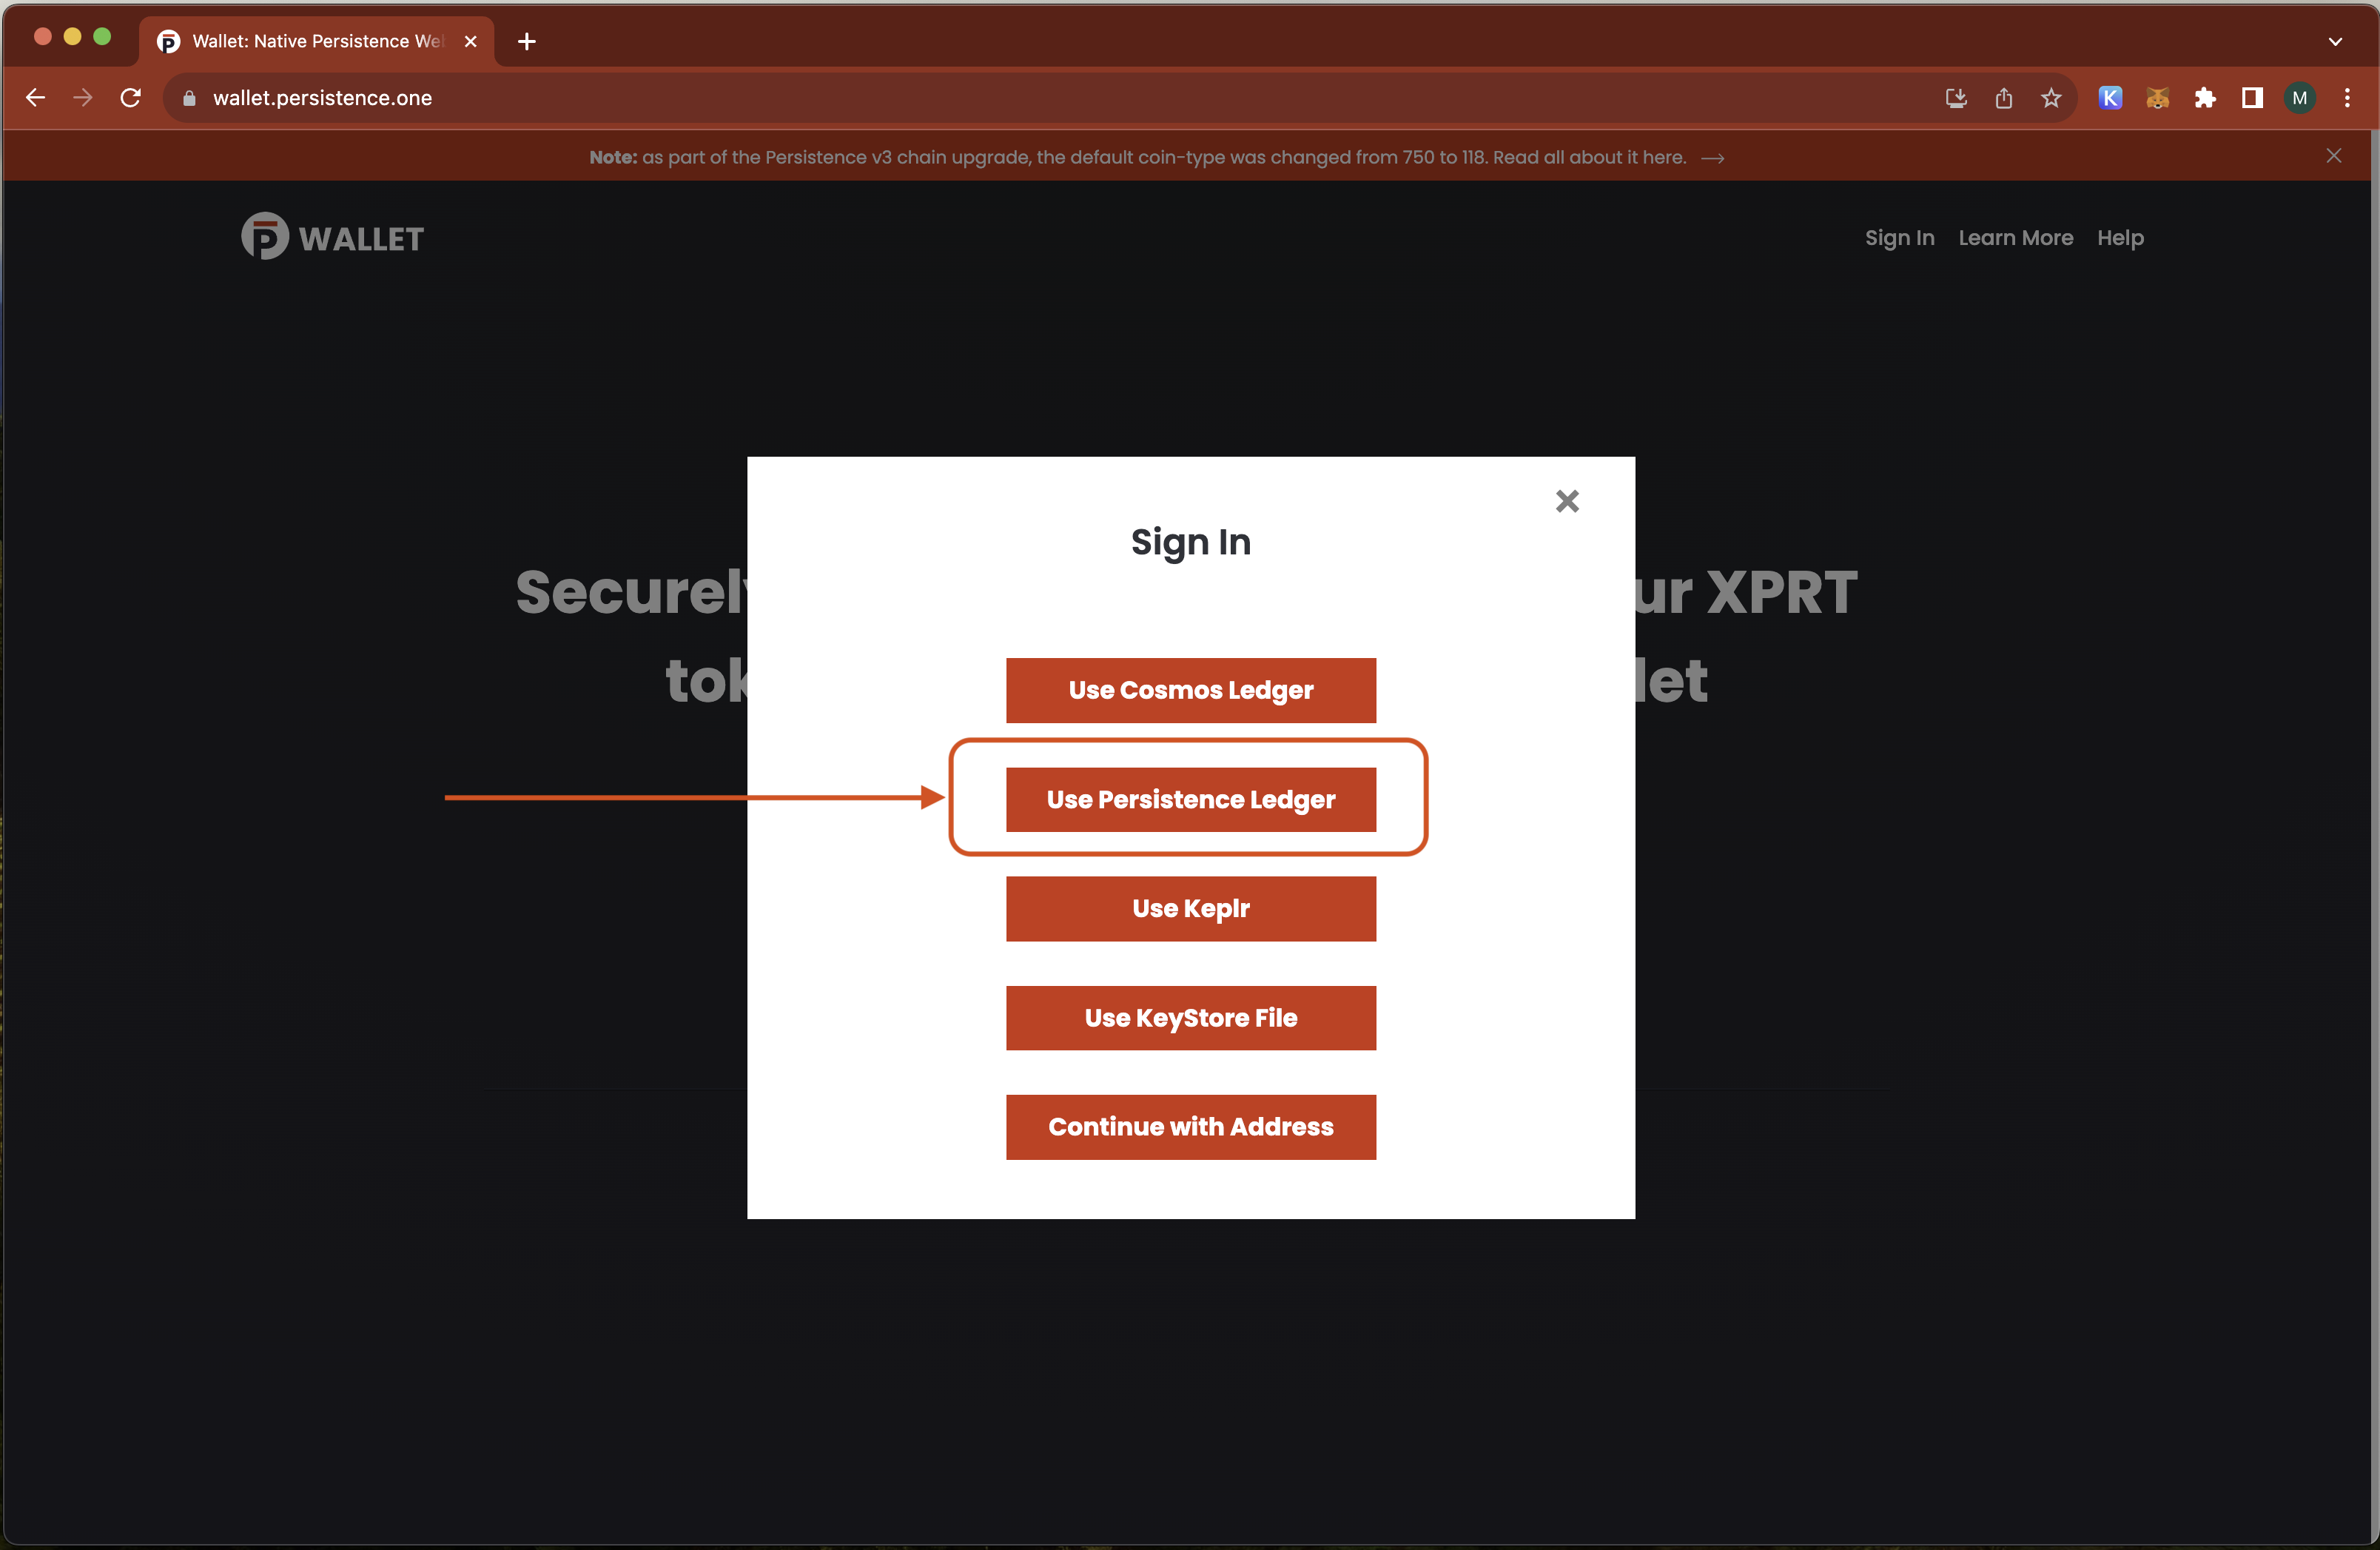 Wallet: Native Persistence We
wallet.persistence.one
K
M
Note: as part of the Persistence v3 chain upgrade, the default coin-type was changed from 750 to 118. Read all about it here.
WALLET
Sign In Learn More Help
Sign In
Securel ur XPRT
tok let
Use Cosmos Ledger
Use Persistence Ledger
Use Keplr
Use KeyStore File
Continue with Address